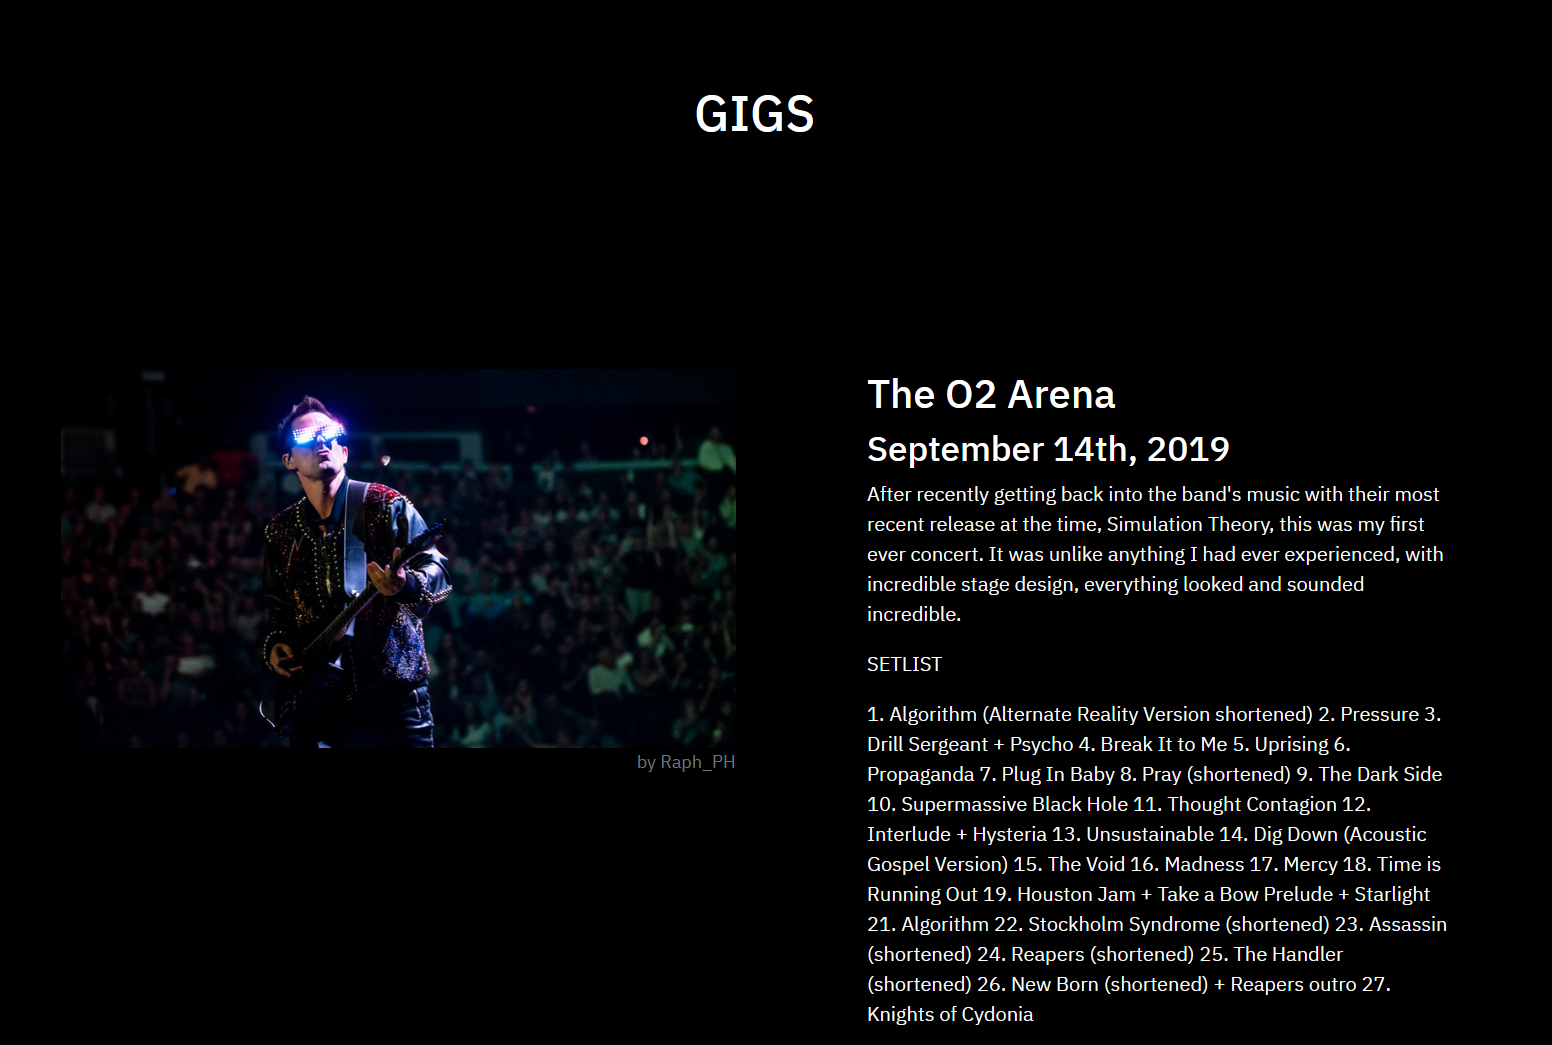 GIGS
The O2 Arena
September 14th, 2019
After recently getting back into the band's music with their most
recent release at the time, Simulation Theory, this was my first
ever concert. It was unlike anything I had ever experienced, with
incredible stage design, everything looked and sounded
incredible.
SETLIST
1. Algorithm (Alternate Reality Version shortened) 2. Pressure 3.
Drill Sergeant + Psycho 4. Break It to Me 5. Uprising 6.
Propaganda 7. Plug In Baby 8. Pray (shortened) 9. The Dark Side
10. Supermassive Black Hole 11. Thought Contagion 12.
Interlude + Hysteria 13. Unsustainable 14. Dig Down (Acoustic
Gospel Version) 15. The Void 16. Madness 17. Mercy 18. Time is
Running Out 19. Houston Jam + Take a Bow Prelude + Starlight
21. Algorithm 22. Stockholm Syndrome (shortened) 23. Assassin
(shortened) 24. Reapers (shortened) 25. The Handler
(shortened) 26. New Born (shortened) + Reapers outro 27.
Knights of Cydonia
by Raph_PH